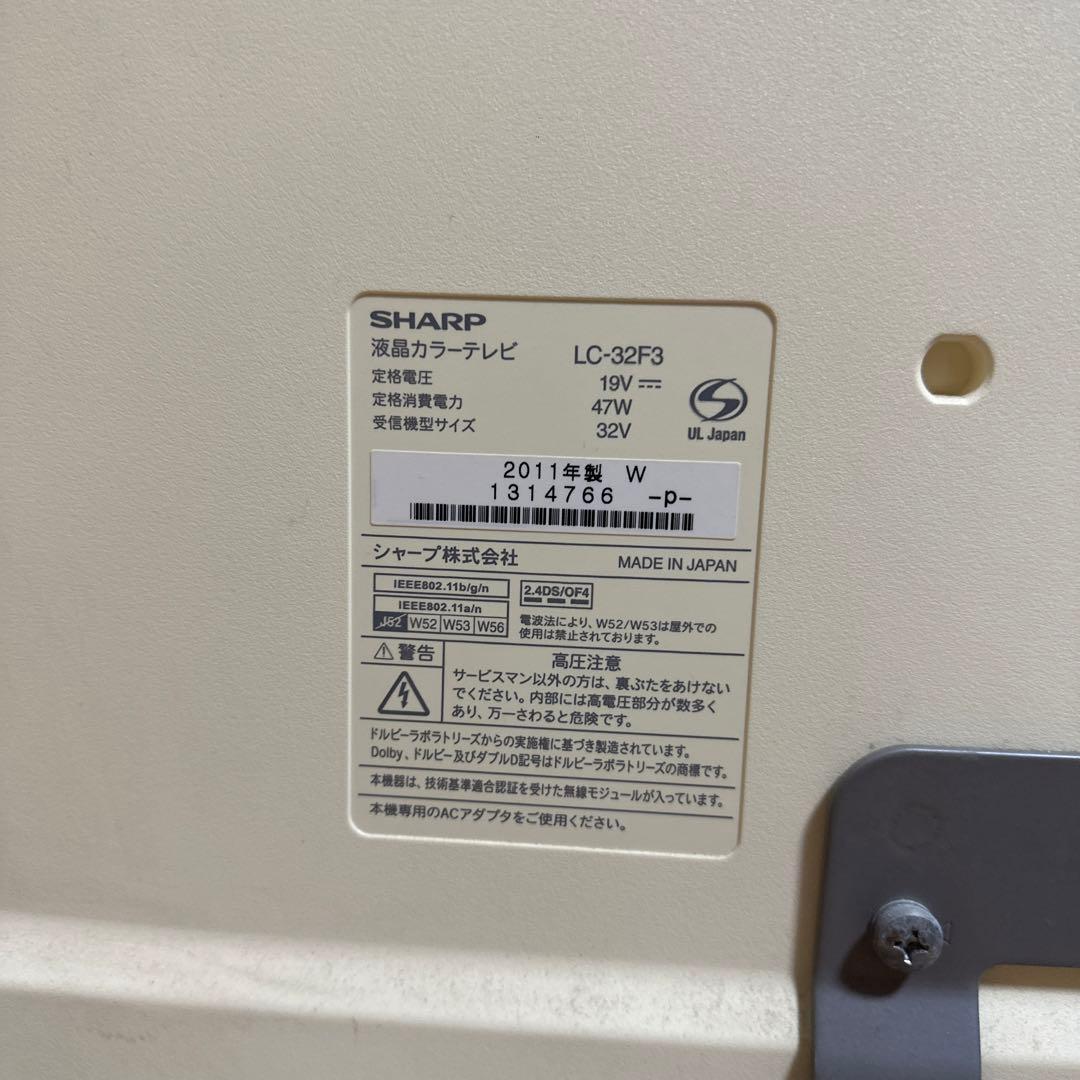 SHARP
液晶カラーテレビ LC-32F3
定格電圧 19V
定格消費電力 47W
受信機型サイズ 32V
UL Japan
2011年製 W
1314766 -p-
シャープ株式会社 MADE IN JAPAN
IEEE802.11b/g/n
2.4DS/OF4
IEEE802.11a/n
J52 W52 W53 W56
電波法により、W52/W53は屋外での
使用は禁止されております。
警告
高圧注意
サービスマン以外の方は、裏ぶたをあけない
でください。内部には高電圧部分が数多く
あり、万一さわると危険です。
ドルビーラボラトリーズからの実施権に基づき製造されています。
Dolby、ドルビー及びダブルD記号はドルビーラボラトリーズの商標です。
本機器は、技術基準適合認証を受けた無線モジュールが入っています。
本機専用のACアダプタをご使用ください。